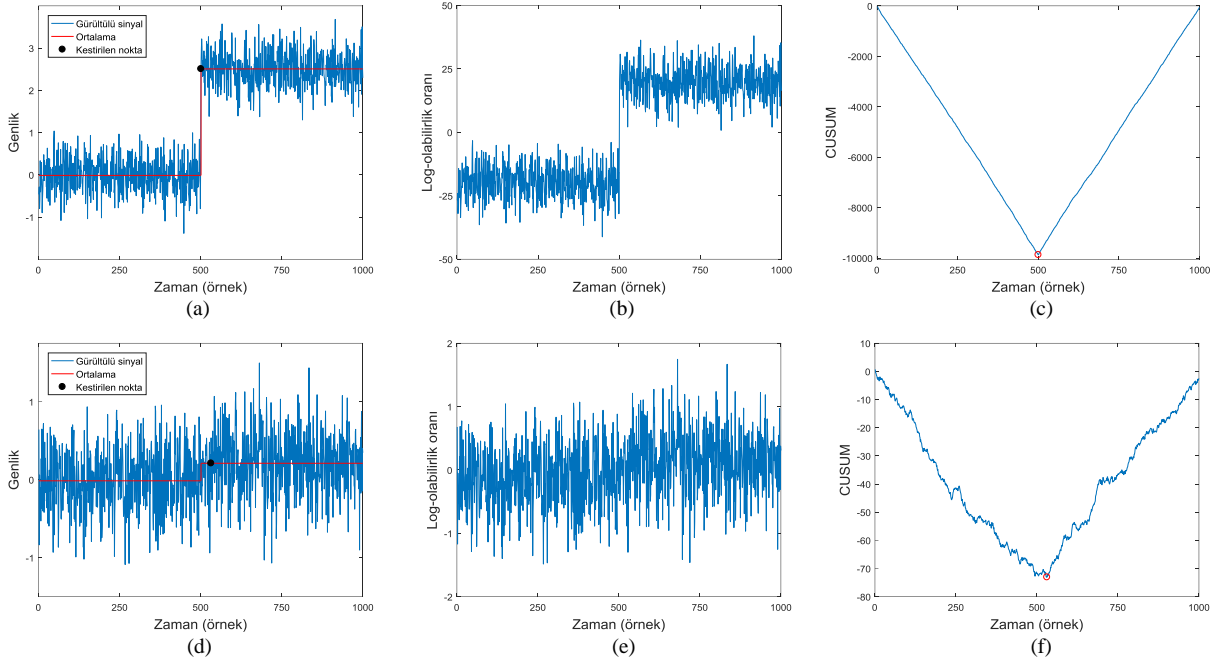 Gürültülü sinyal
Ortalama
Kestirilen nokta
Genlik
3
2
1
0
-1
0
250
500
750
1000
Zaman (örnek)
(a)
Log-olabilirlik oranı
50
25
0
-25
-50
0
250
500
750
1000
Zaman (örnek)
(b)
CUSUM
0
-2000
-4000
-6000
-8000
-10000
0
250
500
750
1000
Zaman (örnek)
(c)
Gürültülü sinyal
Ortalama
Kestirilen nokta
Genlik
1
0
-1
0
250
500
750
1000
Zaman (örnek)
(d)
Log-olabilirlik oranı
2
1
0
-1
-2
0
250
500
750
1000
Zaman (örnek)
(e)
CUSUM
10
0
-10
-20
-30
-40
-50
-60
-70
-80
0
250
500
750
1000
Zaman (örnek)
(f)